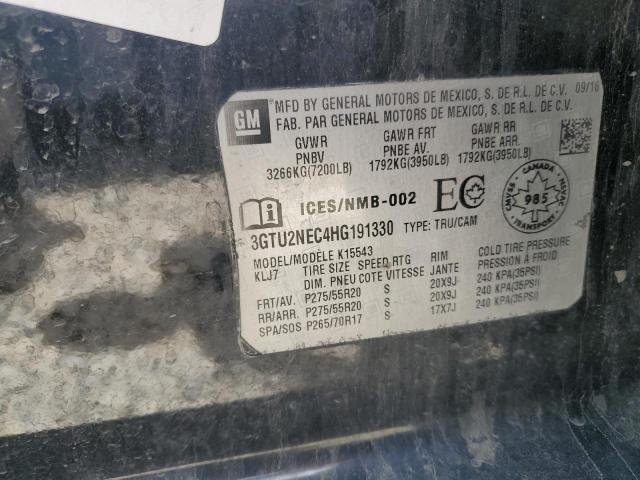 GM
MFD BY GENERAL MOTORS DE MEXICO, S. DE R.L. DE C.V. 09/16
FAB. PAR GENERAL MOTORS DE MEXICO, S. DE R.L. DE C.V.
GVWR GAWR FRT GAWR RR
PNBV PNBE AV. PNBE ARR.
3266KG(7200LB) 1792KG(3950LB) 1792KG(3950LB)
ICES/NMB-002 EC
CANADA
985
TRANSPORT
3GTU2NEC4HG191330 TYPE: TRU/CAM
MODEL/MODÈLE K15543
KLJ7 TIRE SIZE SPEED RTG RIM COLD TIRE PRESSURE
DIM. PNEU COTE VITESSE JANTE PRESSION À FROID
FRT/AV. P275/55R20 S 20X9J 240 KPA(35PSI)
RR/ARR. P275/55R20 S 20X9J 240 KPA(35PSI)
SPA/SOS P265/70R17 S 17X7J 240 KPA(35PSI)